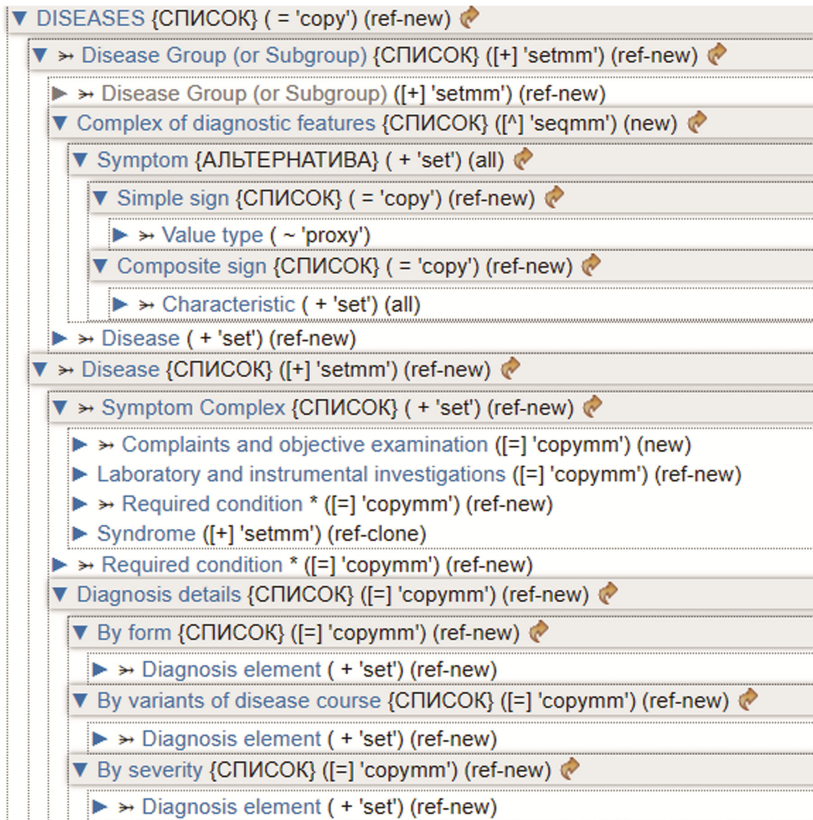 DISEASES {СПИСОК} ( = 'copy') (ref-new)
Disease Group (or Subgroup) {СПИСОК} ([+] 'setmm') (ref-new)
Disease Group (or Subgroup) ([+] 'setmm') (ref-new)
Complex of diagnostic features {СПИСОК} ([^] 'seqmm') (new)
Symptom {АЛЬТЕРНАТИВА} ( + 'set') (all)
Simple sign {СПИСОК} ( = 'copy') (ref-new)
Value type ( ~ 'proxy')
Composite sign {СПИСОК} ( = 'copy') (ref-new)
Characteristic ( + 'set') (all)
Disease ( + 'set') (ref-new)
Disease {СПИСОК} ([+] 'setmm') (ref-new)
Symptom Complex {СПИСОК} ( + 'set') (ref-new)
Complaints and objective examination ([=] 'copymm') (new)
Laboratory and instrumental investigations ([=] 'copymm') (ref-new)
Required condition * ([=] 'copymm') (ref-new)
Syndrome ([+] 'setmm') (ref-clone)
Required condition * ([=] 'copymm') (ref-new)
Diagnosis details {СПИСОК} ([=] 'copymm') (ref-new)
By form {СПИСОК} ([=] 'copymm') (ref-new)
Diagnosis element ( + 'set') (ref-new)
By variants of disease course {СПИСОК} ([=] 'copymm') (ref-new)
Diagnosis element ( + 'set') (ref-new)
By severity {СПИСОК} ([=] 'copymm') (ref-new)
Diagnosis element ( + 'set') (ref-new)